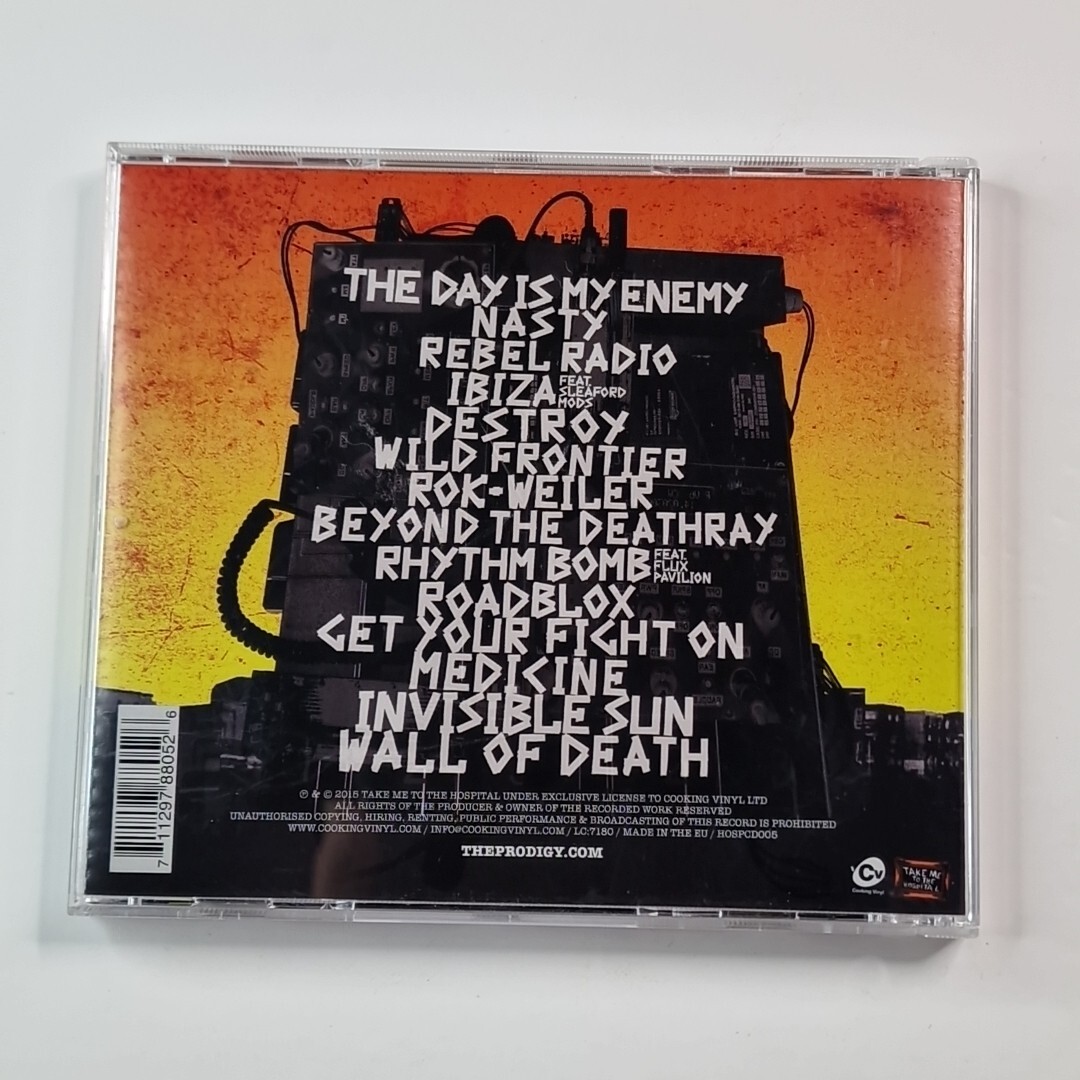 THE DAY IS MY ENEMY
NASTY
REBEL RADIO
IBIZA FEAT. SLEAFORD MODS
DESTROY
WILD FRONTIER
ROK-WEILER
BEYOND THE DEATHRAY
RHYTHM BOMB FEAT. FLUX PAVILION
ROADBLOX
GET YOUR FIGHT ON
MEDICINE
INVISIBLE SUN
WALL OF DEATH
℗ & © 2015 TAKE ME TO THE HOSPITAL UNDER EXCLUSIVE LICENSE TO COOKING VINYL LTD
ALL RIGHTS OF THE PRODUCER & OWNER OF THE RECORDED WORK RESERVED
UNAUTHORISED COPYING, HIRING, RENTING, PUBLIC PERFORMANCE & BROADCASTING OF THIS RECORD IS PROHIBITED
WWW.COOKINGVINYL.COM / INFO@COOKINGVINYL.COM / LC:7180 / MADE IN THE EU / HOSPCD005
THEPRODIGY.COM
7 11297 88052 6
Cv
Cooking Vinyl
TAKE ME
TO THE
HOSPITAL